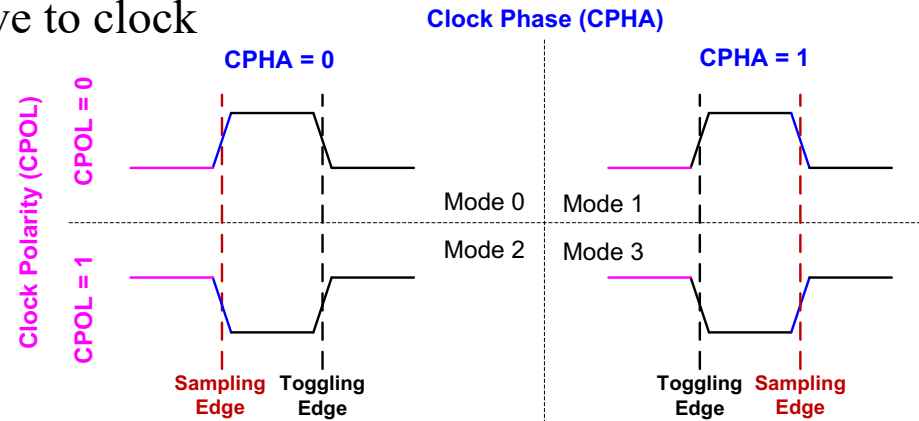 ve to clock
Clock Phase (CPHA)
CPHA = 0
CPHA = 1
Clock Polarity (CPOL)
CPOL = 0
CPOL = 1
Mode 0
Mode 1
Mode 2
Mode 3
Sampling
Edge
Toggling
Edge
Toggling
Edge
Sampling
Edge